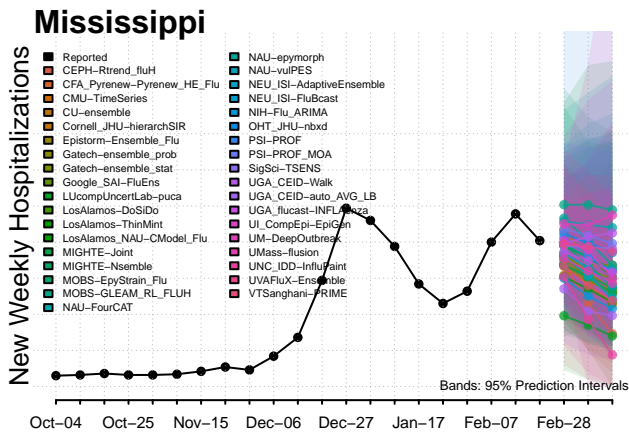 Mississippi
New Weekly Hospitalizations
Reported
CEPH−Rtrend_fluH
CFA_Pyrenew−Pyrenew_HE_Flu
CMU−TimeSeries
CU−ensemble
Cornell_JHU−hierarchSIR
Epistorm−Ensemble_Flu
Gatech−ensemble_prob
Gatech−ensemble_stat
Google_SAI−FluEns
LUcompUncertLab−puca
LosAlamos−DoSiDo
LosAlamos−ThinMint
LosAlamos_NAU−CModel_Flu
MIGHTE−Joint
MIGHTE−Nsemble
MOBS−EpyStrain_Flu
MOBS−GLEAM_RL_FLUH
NAU−FourCAT
NAU−epymorph
NAU−vulPES
NEU_ISI−AdaptiveEnsemble
NEU_ISI−FluBcast
NIH−Flu_ARIMA
OHT_JHU−nbxd
PSI−PROF
PSI−PROF_MOA
SigSci−TSENS
UGA_CEID−Walk
UGA_CEID−auto_AVG_LB
UGA_flucast−INFLAenza
UI_CompEpi−EpiGen
UM−DeepOutbreak
UMass−fusion
UNC_IDD−InfluPaint
UVAFluX−Ensemble
VTSanghani−PRIME
Bands: 95% Prediction Intervals
Oct−04 Oct−25 Nov−15 Dec−06 Dec−27 Jan−17 Feb−07 Feb−28